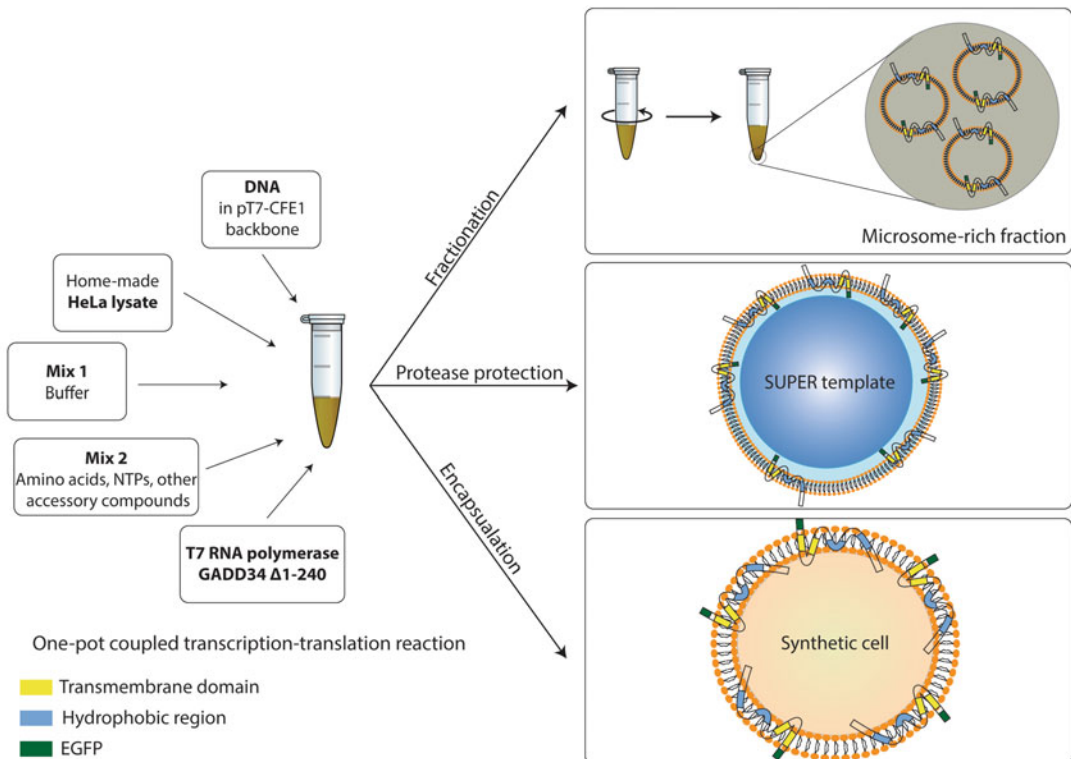 DNA
in pT7-CFE1
backbone
Home-made
HeLa lysate
Mix 1
Buffer
Mix 2
Amino acids, NTPs, other
accessory compounds
T7 RNA polymerase
GADD34 Δ1-240
One-pot coupled transcription-translation reaction
Transmembrane domain
Hydrophobic region
EGFP
Fractionation
Protease protection
Encapsualation
Microsome-rich fraction
SUPER template
Synthetic cell